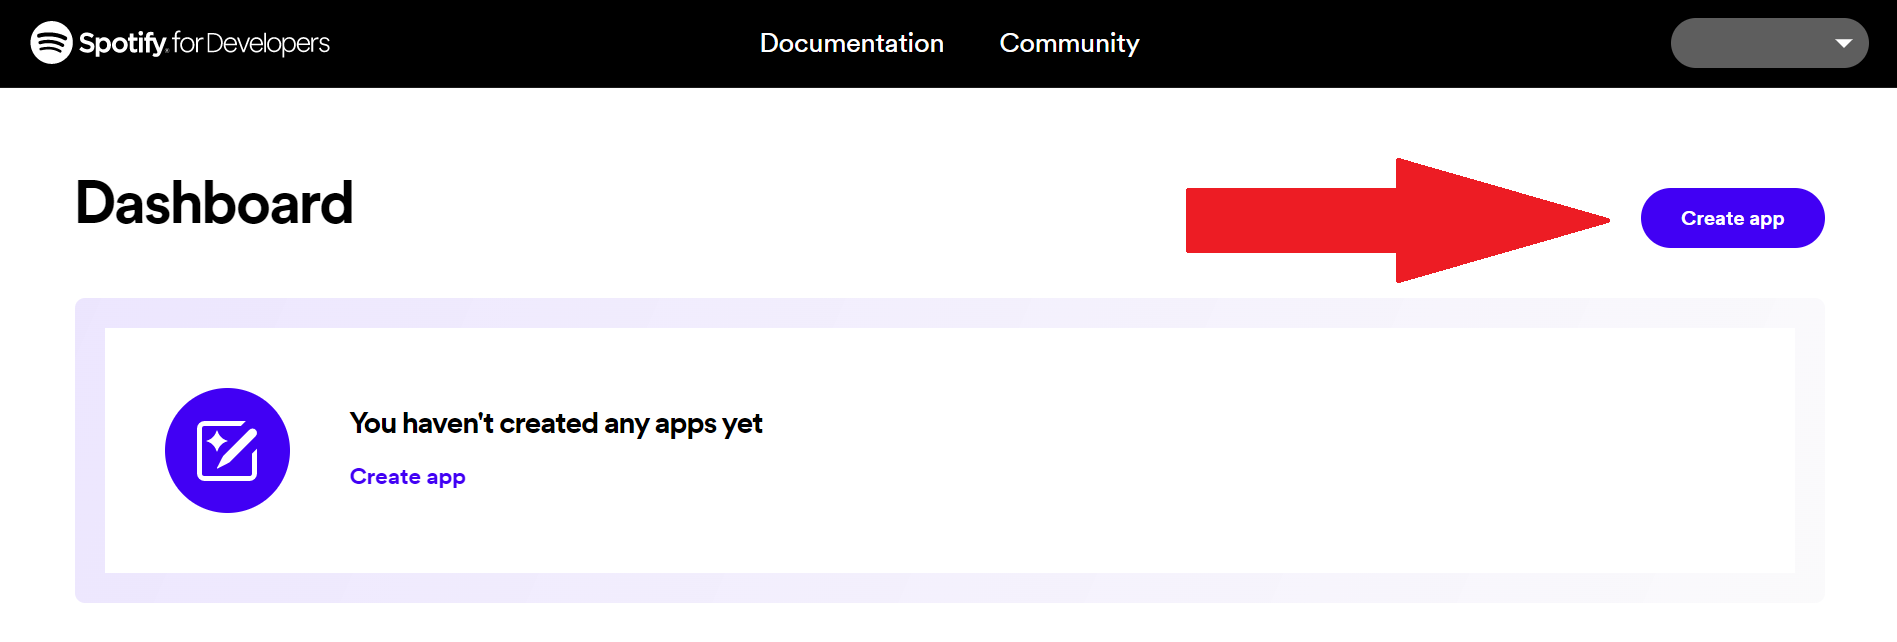 Spotify for Developers
Documentation
Community
Dashboard
Create app
You haven't created any apps yet
Create app